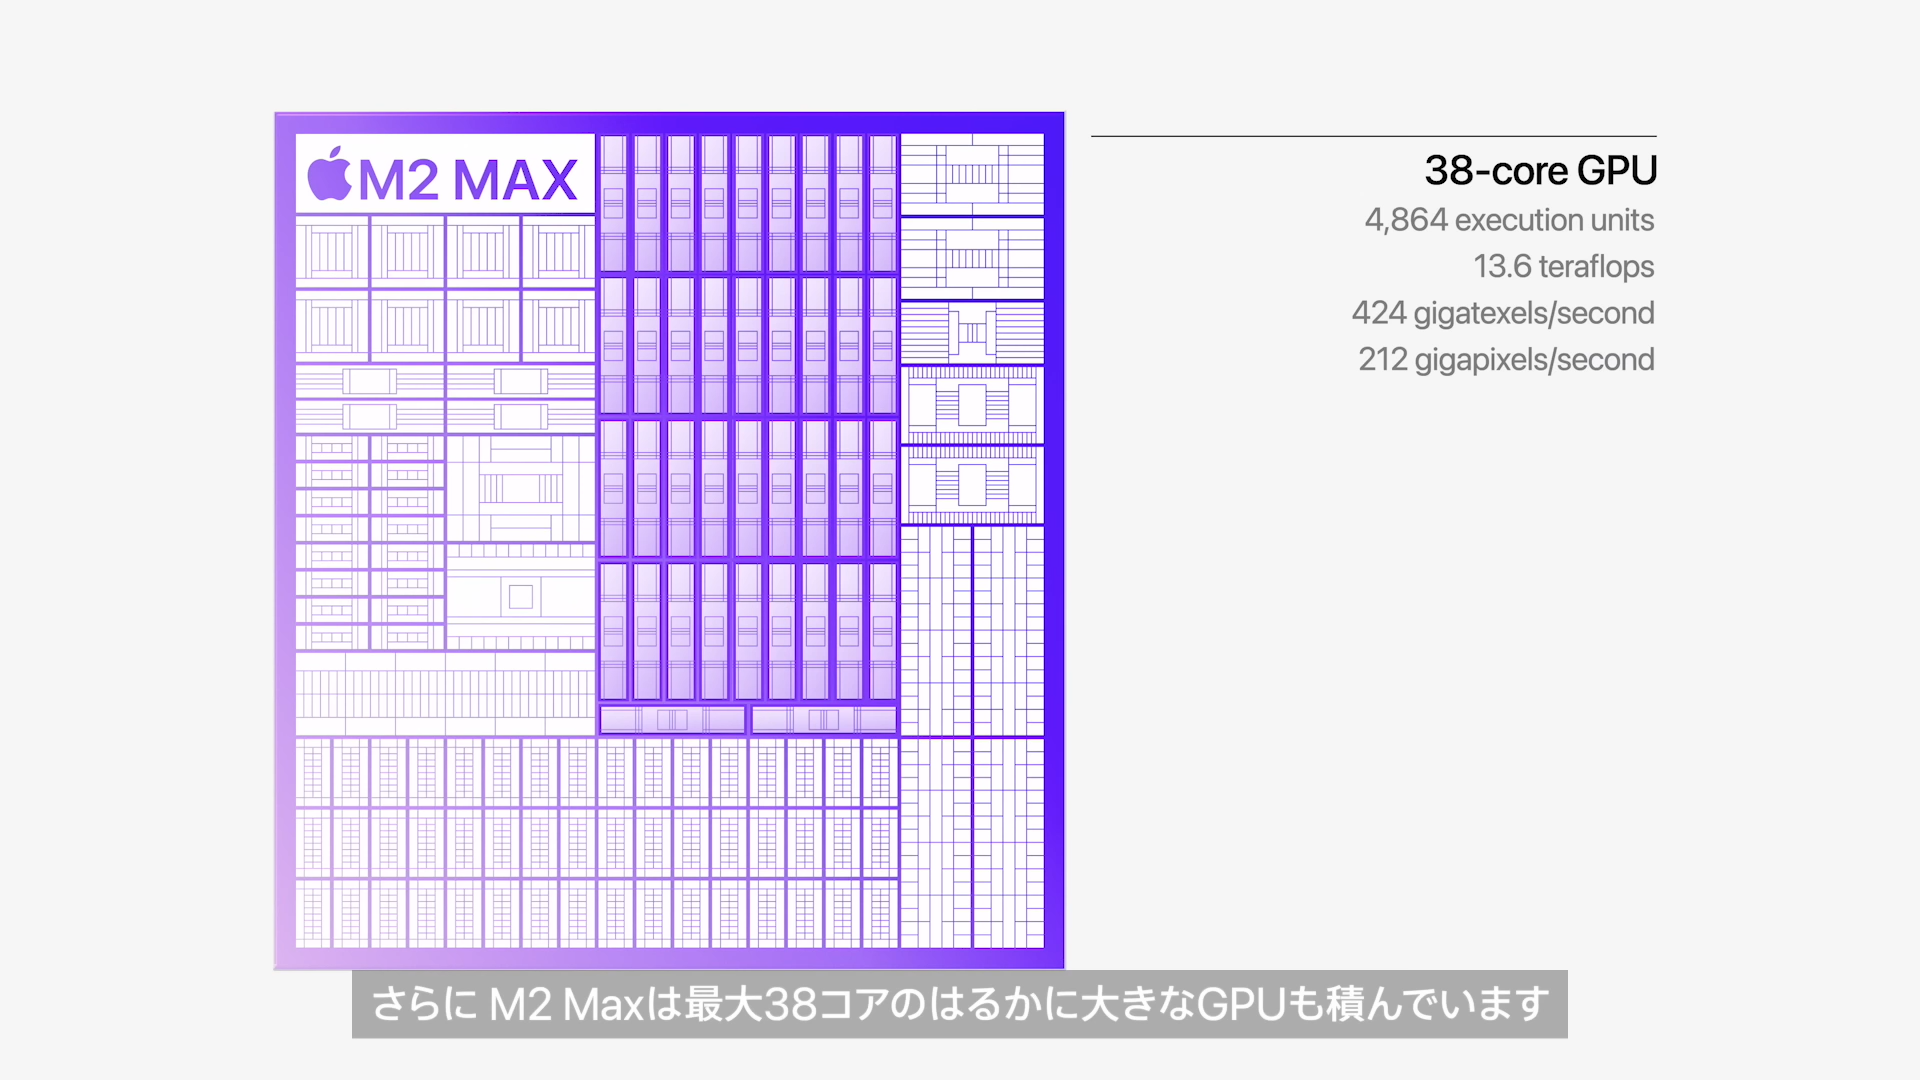 M2 MAX
38-core GPU
4,864 execution units
13.6 teraflops
424 gigatexels/second
212 gigapixels/second
さらに M2 Maxは最大38コアのはるかに大きなGPUも積んでいます